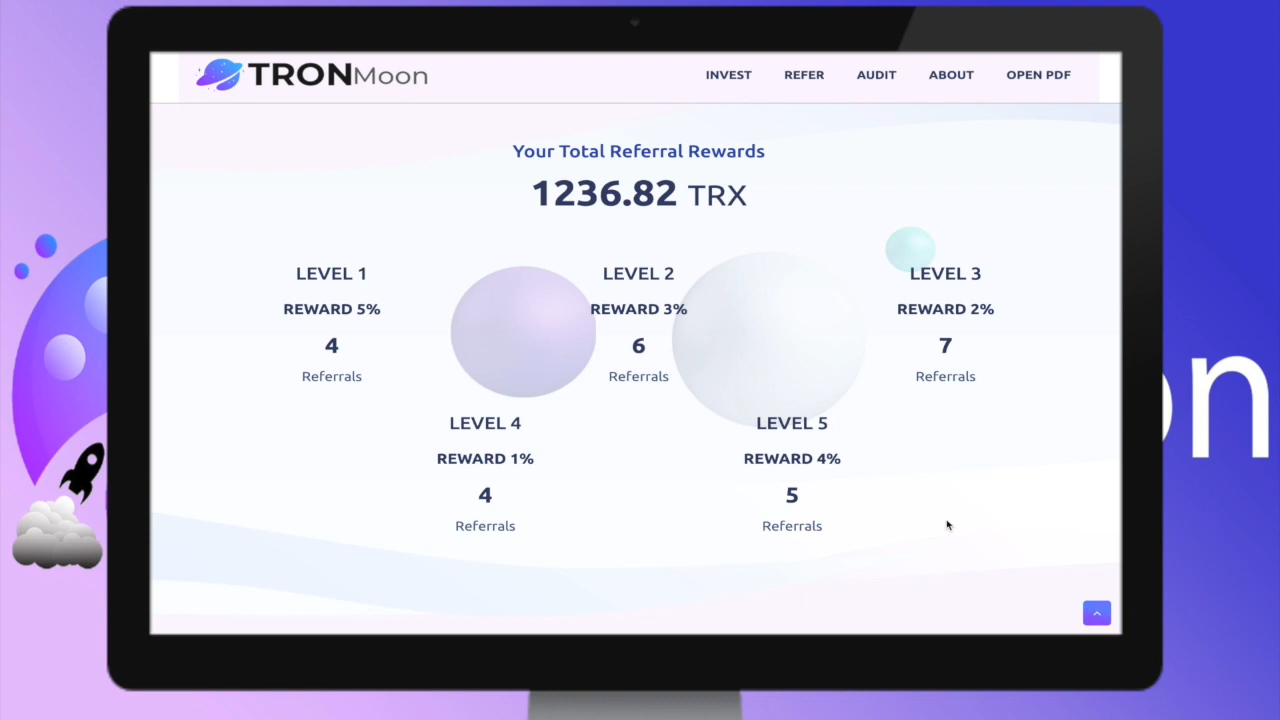 TRONMoon
INVEST REFER AUDIT ABOUT OPEN PDF
Your Total Referral Rewards
1236.82 TRX
LEVEL 1 LEVEL 2 LEVEL 3
REWARD 5% REWARD 3% REWARD 2%
4 6 7
Referrals Referrals Referrals
LEVEL 4 LEVEL 5
REWARD 1% REWARD 4%
4 5
Referrals Referrals
on